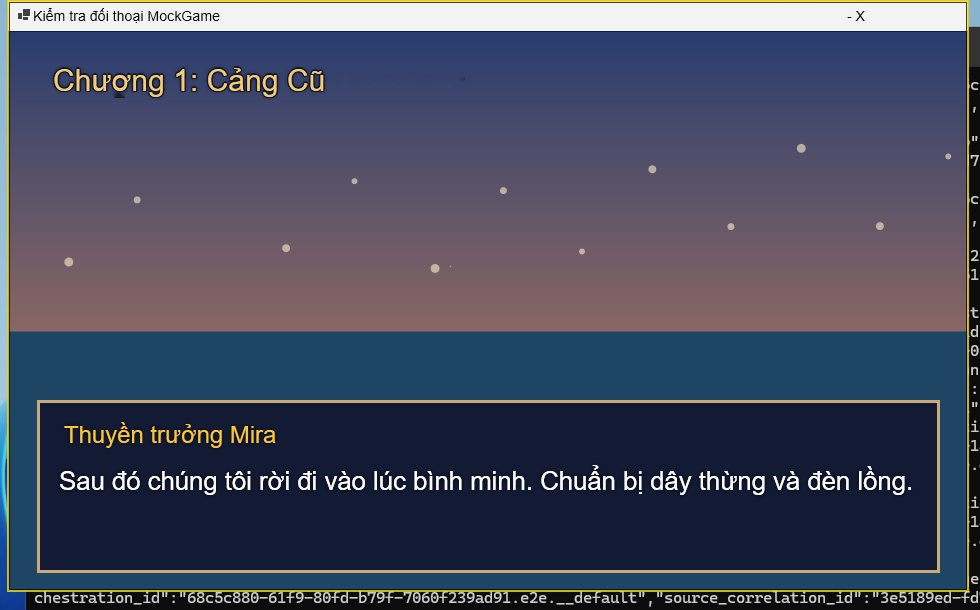 Kiểm tra đối thoại MockGame
- X
Chương 1: Cảng Cũ
Thuyền trưởng Mira
Sau đó chúng tôi rời đi vào lúc bình minh. Chuẩn bị dây thừng và đèn lồng.
chestration_id":"68c5c880-61f9-80fd-b79f-7060f239ad91.e2e.__default","source_correlation_id":"3e5189ed-f